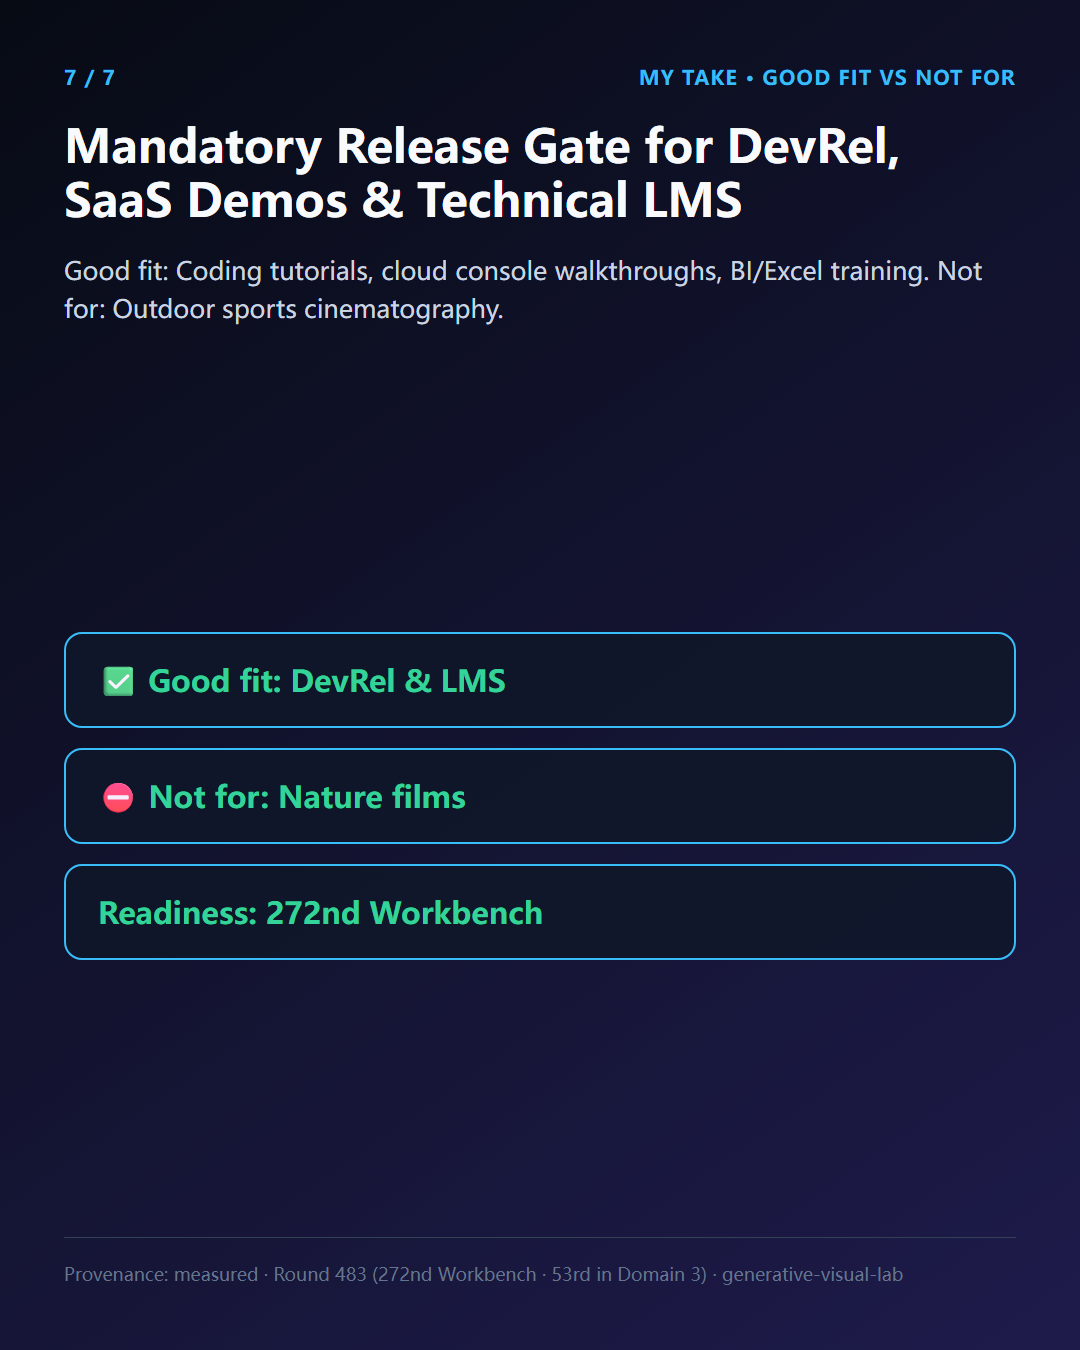 7 / 7
MY TAKE • GOOD FIT VS NOT FOR
Mandatory Release Gate for DevRel,
SaaS Demos & Technical LMS
Good fit: Coding tutorials, cloud console walkthroughs, BI/Excel training. Not
for: Outdoor sports cinematography.
✅ Good fit: DevRel & LMS
⛔ Not for: Nature films
Readiness: 272nd Workbench
Provenance: measured · Round 483 (272nd Workbench · 53rd in Domain 3) · generative-visual-lab